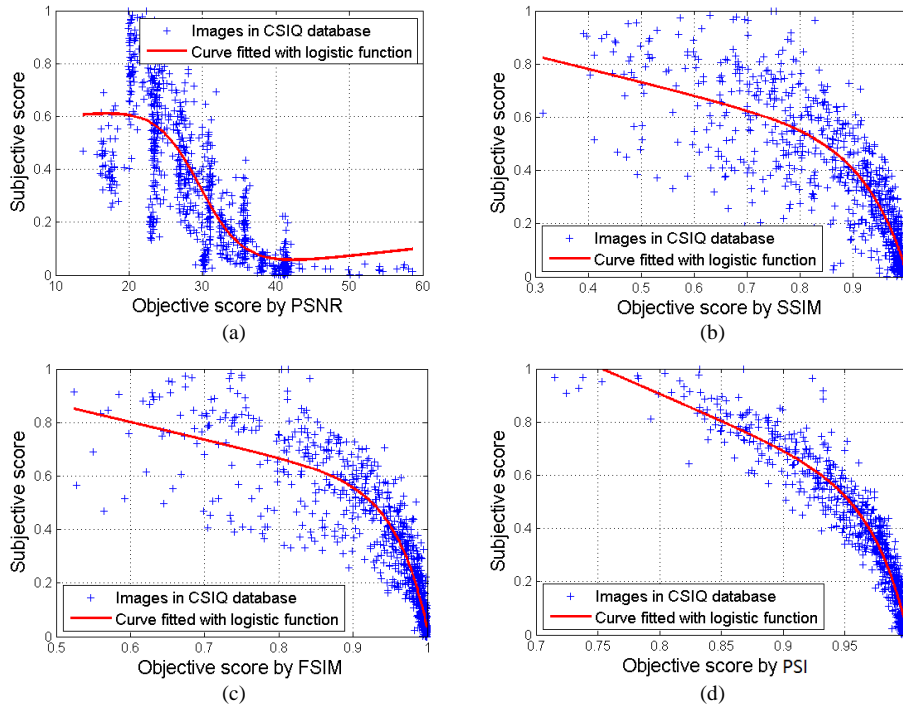 Images in CSIQ database
Curve fitted with logistic function
1
0.8
0.6
0.4
0.2
0
Subjective score
10 20 30 40 50 60
Objective score by PSNR
(a)
1
0.8
0.6
0.4
0.2
0
Subjective score
Images in CSIQ database
Curve fitted with logistic function
0.3 0.4 0.5 0.6 0.7 0.8 0.9
Objective score by SSIM
(b)
1
0.8
0.6
0.4
0.2
0
Subjective score
Images in CSIQ database
Curve fitted with logistic function
0.5 0.6 0.7 0.8 0.9 1
Objective score by FSIM
(c)
1
0.8
0.6
0.4
0.2
0
Subjective score
Images in CSIQ database
Curve fitted with logistic function
0.7 0.75 0.8 0.85 0.9 0.95
Objective score by PSI
(d)